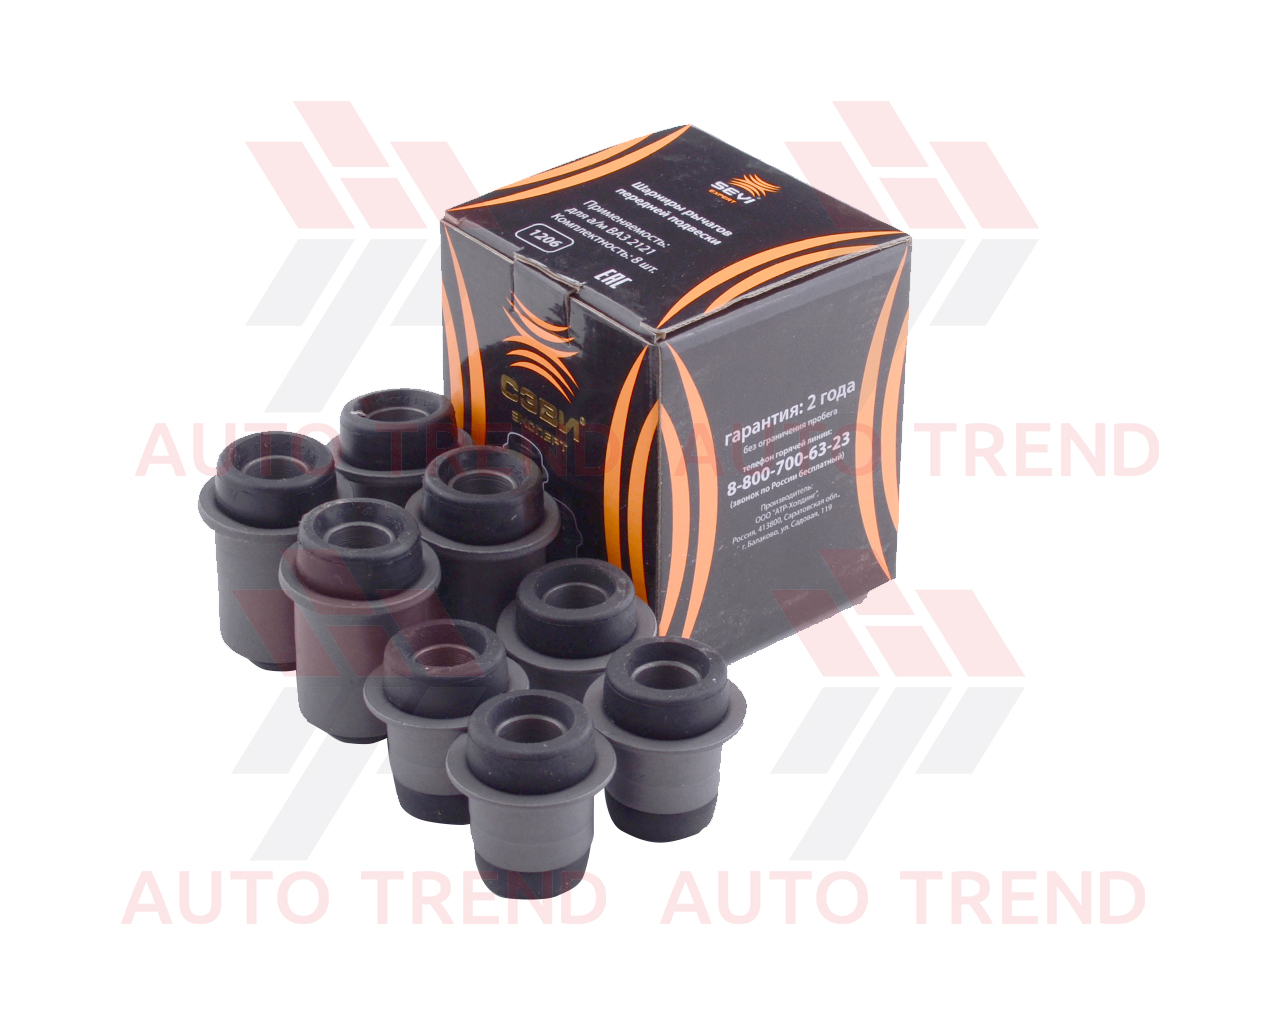 SEVI
EXPERT
Шарниры рычагов
передней подвески
Применяемость:
для а/м ВАЗ 2121
Комплектность: 8 шт.
1206
EAC
СЭВИ®
ЭКСПЕРТ
гарантия: 2 года
без ограничения пробега
телефон горячей линии:
8-800-700-63-23
(звонок по России бесплатный)
Производитель:
ООО "АТР-Холдинг",
Россия, 413800, Саратовская обл.,
г. Балаково, ул. Садовая, 119
AUTO TREND
AUTO TREND
AUTO TREND
AUTO TREND